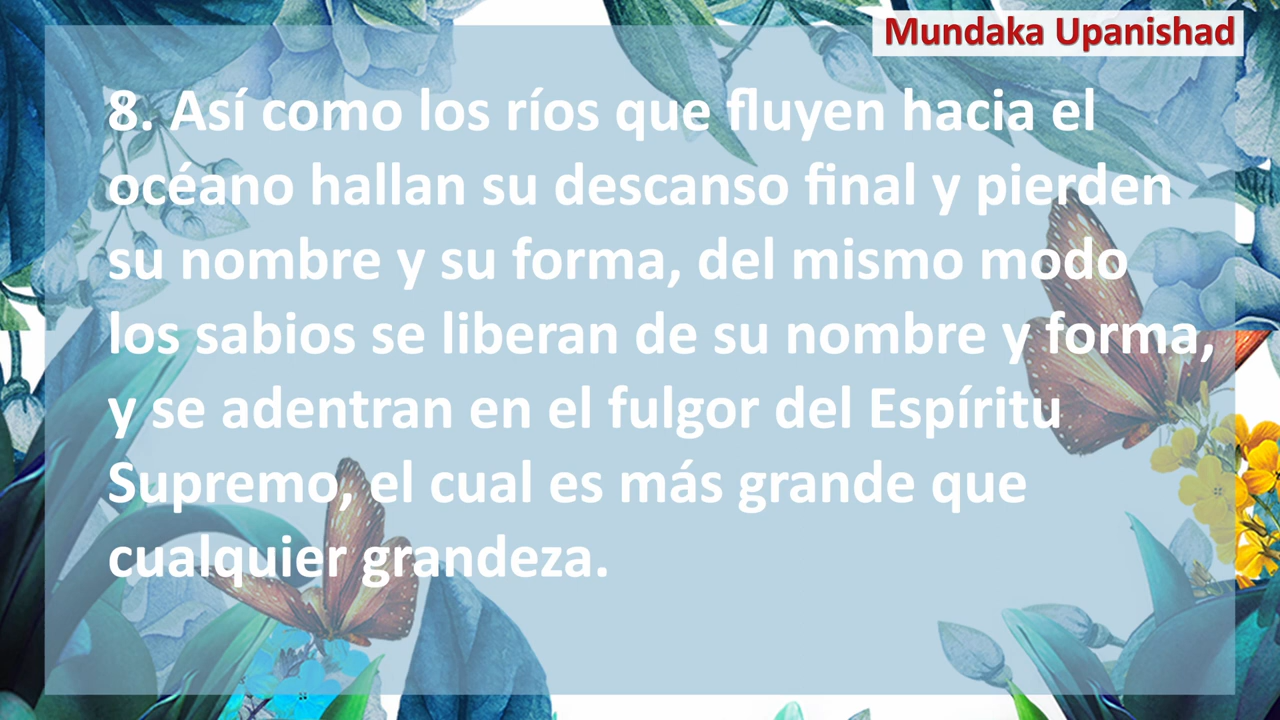 Mundaka Upanishad
8. Así como los ríos que fluyen hacia el
océano hallan su descanso final y pierden
su nombre y su forma, del mismo modo
los sabios se liberan de su nombre y forma,
y se adentran en el fulgor del Espíritu
Supremo, el cual es más grande que
cualquier grandeza.